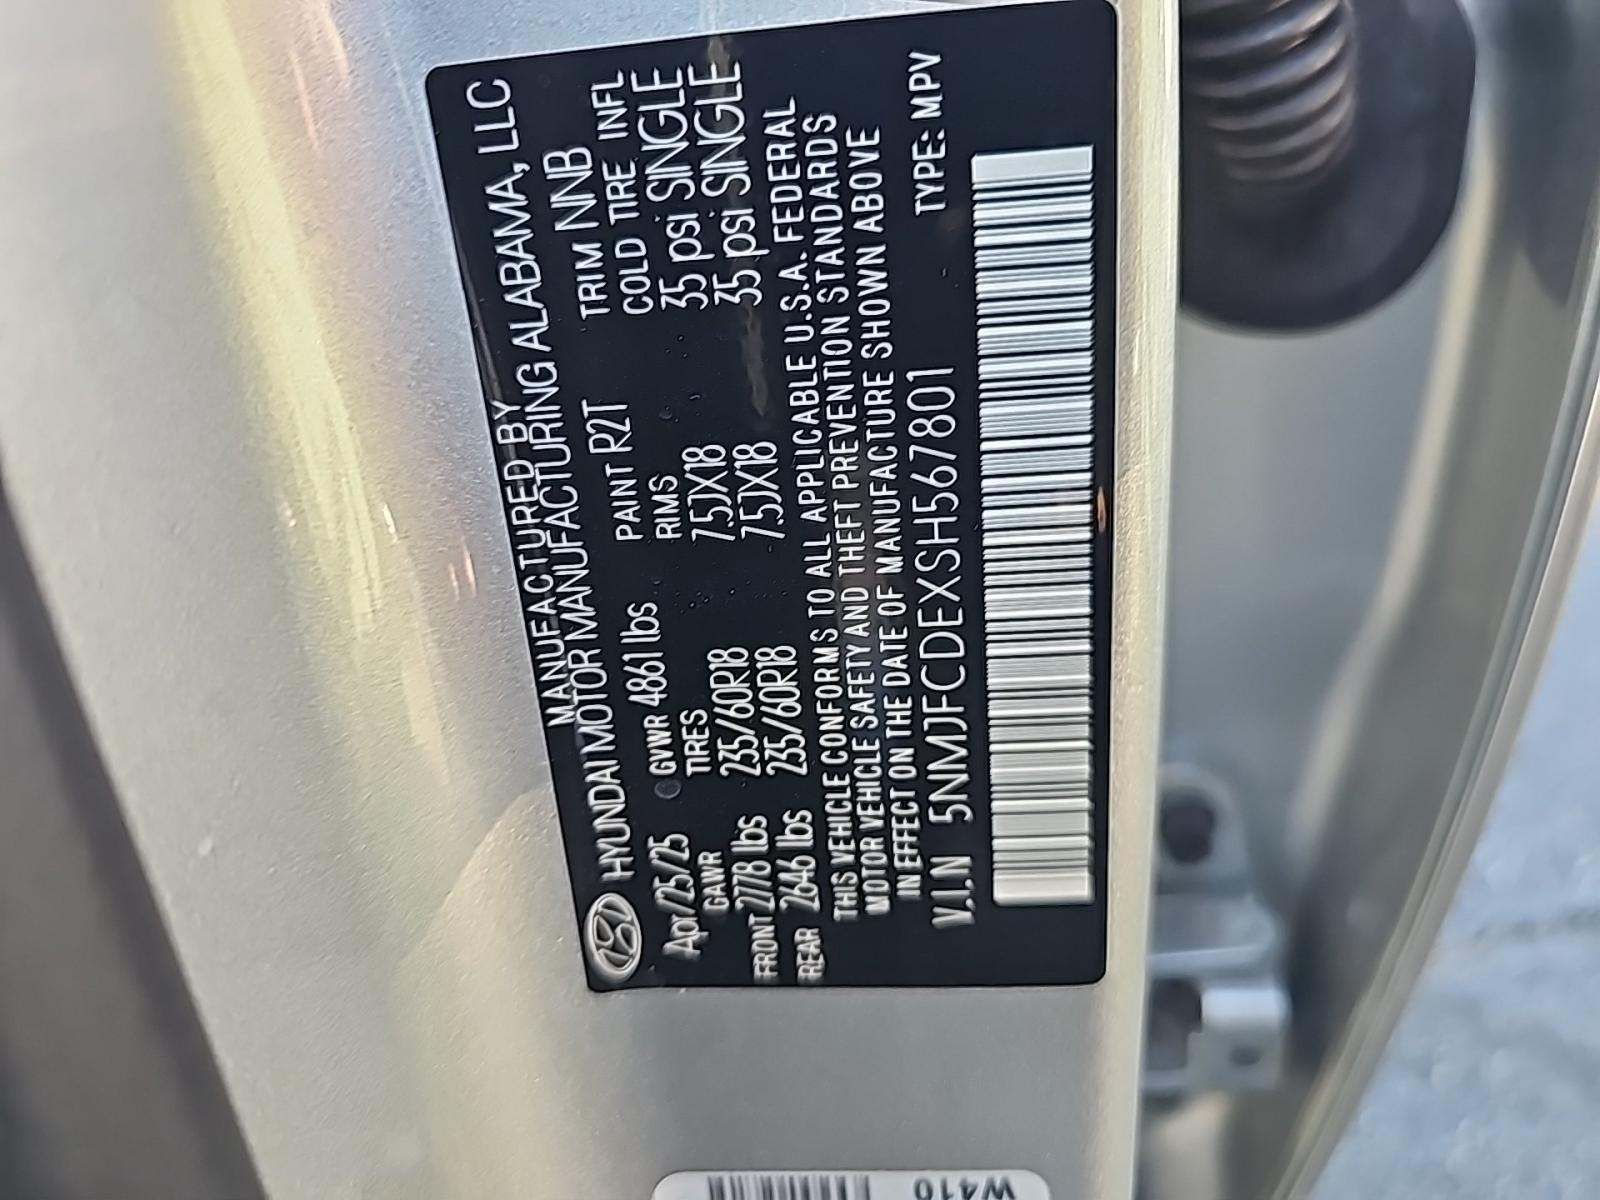 MANUFACTURED BY
HYUNDAI MOTOR MANUFACTURING ALABAMA, LLC
Apr/25/25 GVWR 4861 lbs PAINT R2T TRIM NNB
GAWR TIRES RIMS COLD TIRE INFL
FRONT 2778 lbs 235/60R18 7.5JX18 35 psi SINGLE
REAR 2646 lbs 235/60R18 7.5JX18 35 psi SINGLE
THIS VEHICLE CONFORMS TO ALL APPLICABLE U.S.A. FEDERAL
MOTOR VEHICLE SAFETY AND THEFT PREVENTION STANDARDS
IN EFFECT ON THE DATE OF MANUFACTURE SHOWN ABOVE
V.I.N 5NMJFCDEXSH567801 TYPE: MPV
W410